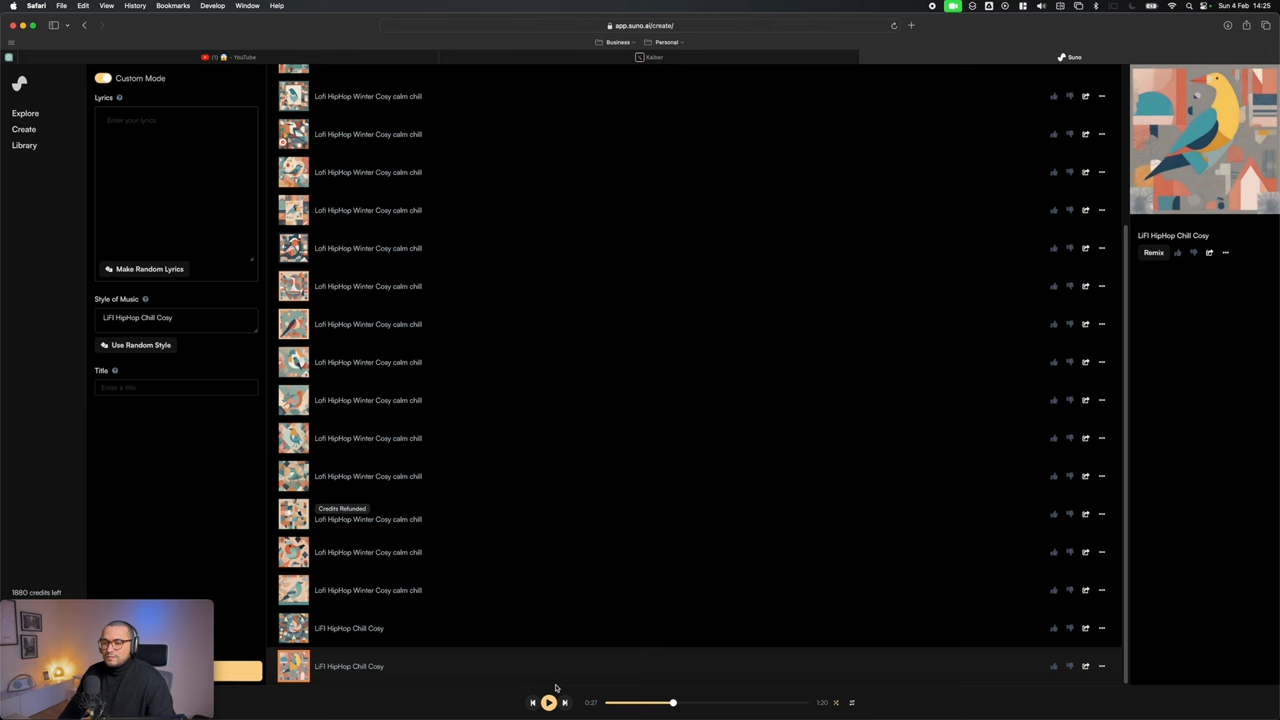 Safari File Edit View History Bookmarks Develop Window Help
Sun 4 Feb 14:25
app.suno.ai/create/
Business Personal
(1) 😱 - YouTube
Kaiber
Suno
Explore
Create
Library
1880 credits left
Custom Mode
Lyrics
Enter your lyrics
Make Random Lyrics
Style of Music
LiFI HipHop Chill Cosy
Use Random Style
Title
Enter a title
Lofi HipHop Winter Cosy calm chill
Lofi HipHop Winter Cosy calm chill
Lofi HipHop Winter Cosy calm chill
Lofi HipHop Winter Cosy calm chill
Lofi HipHop Winter Cosy calm chill
Lofi HipHop Winter Cosy calm chill
Lofi HipHop Winter Cosy calm chill
Lofi HipHop Winter Cosy calm chill
Lofi HipHop Winter Cosy calm chill
Lofi HipHop Winter Cosy calm chill
Lofi HipHop Winter Cosy calm chill
Credits Refunded
Lofi HipHop Winter Cosy calm chill
Lofi HipHop Winter Cosy calm chill
Lofi HipHop Winter Cosy calm chill
LiFI HipHop Chill Cosy
LiFI HipHop Chill Cosy
LiFI HipHop Chill Cosy
Remix
0:27
1:20